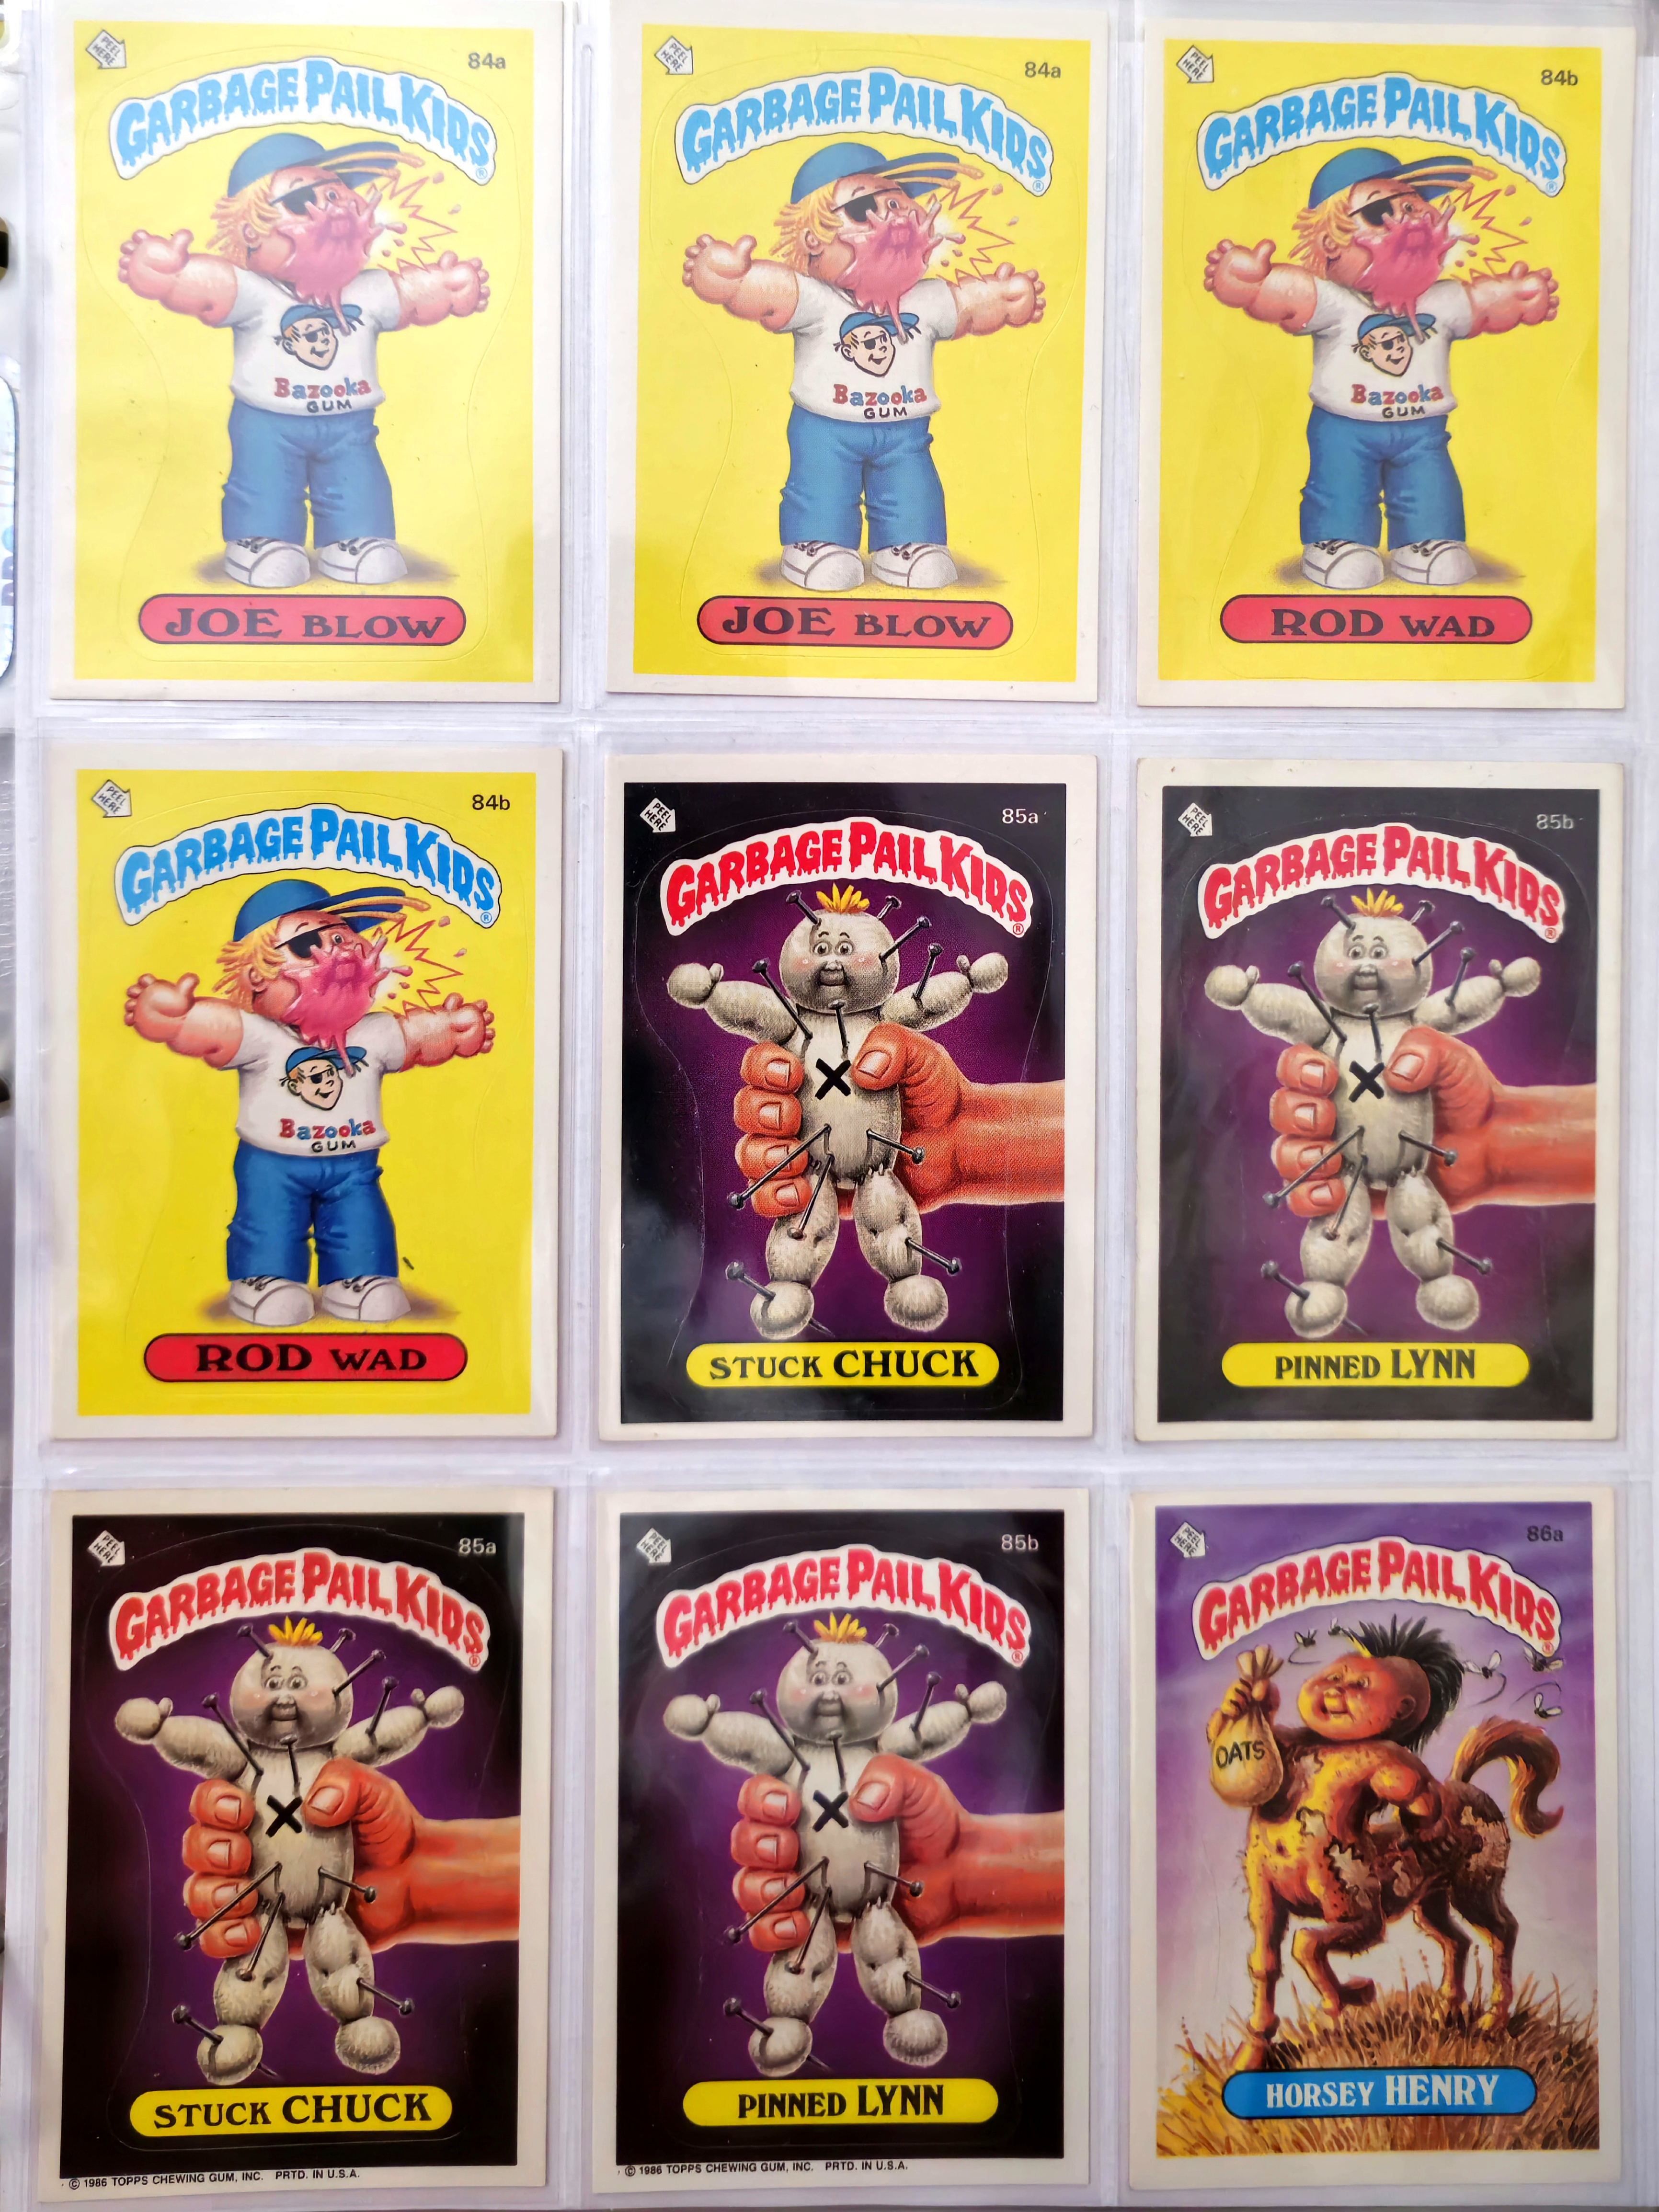 PEEL HERE
84a
GARBAGE PAIL KIDS®
Bazooka
GUM
JOE BLOW
PEEL HERE
84a
GARBAGE PAIL KIDS®
Bazooka
GUM
JOE BLOW
PEEL HERE
84b
GARBAGE PAIL KIDS®
Bazooka
GUM
ROD WAD
PEEL HERE
84b
GARBAGE PAIL KIDS®
Bazooka
GUM
ROD WAD
PEEL HERE
85a
GARBAGE PAIL KIDS®
STUCK CHUCK
PEEL HERE
85b
GARBAGE PAIL KIDS®
PINNED LYNN
PEEL HERE
85a
GARBAGE PAIL KIDS®
STUCK CHUCK
© 1986 TOPPS CHEWING GUM, INC. PRTD. IN U.S.A.
PEEL HERE
85b
GARBAGE PAIL KIDS®
PINNED LYNN
© 1986 TOPPS CHEWING GUM, INC. PRTD. IN U.S.A.
PEEL HERE
86a
GARBAGE PAIL KIDS®
OATS
HORSEY HENRY